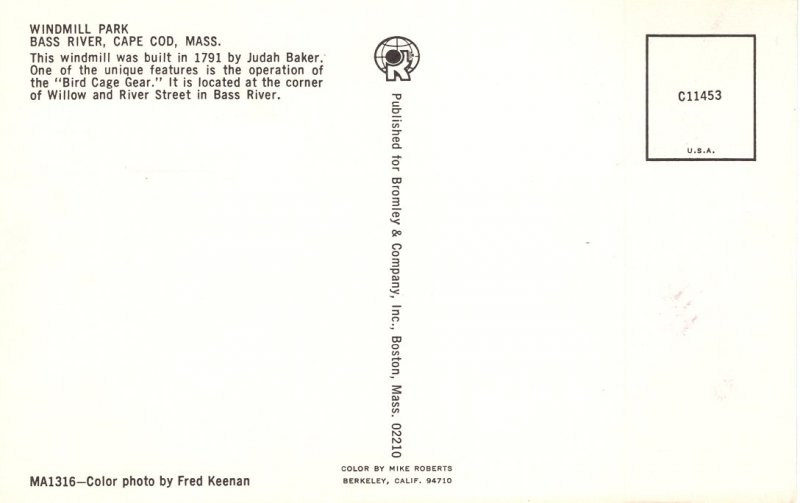 WINDMILL PARK
BASS RIVER, CAPE COD, MASS.
This windmill was built in 1791 by Judah Baker.
One of the unique features is the operation of
the "Bird Cage Gear." It is located at the corner
of Willow and River Street in Bass River.
Published for Bromley & Company, Inc., Boston, Mass. 02210
C11453
U.S.A.
MA1316—Color photo by Fred Keenan
COLOR BY MIKE ROBERTS
BERKELEY, CALIF. 94710